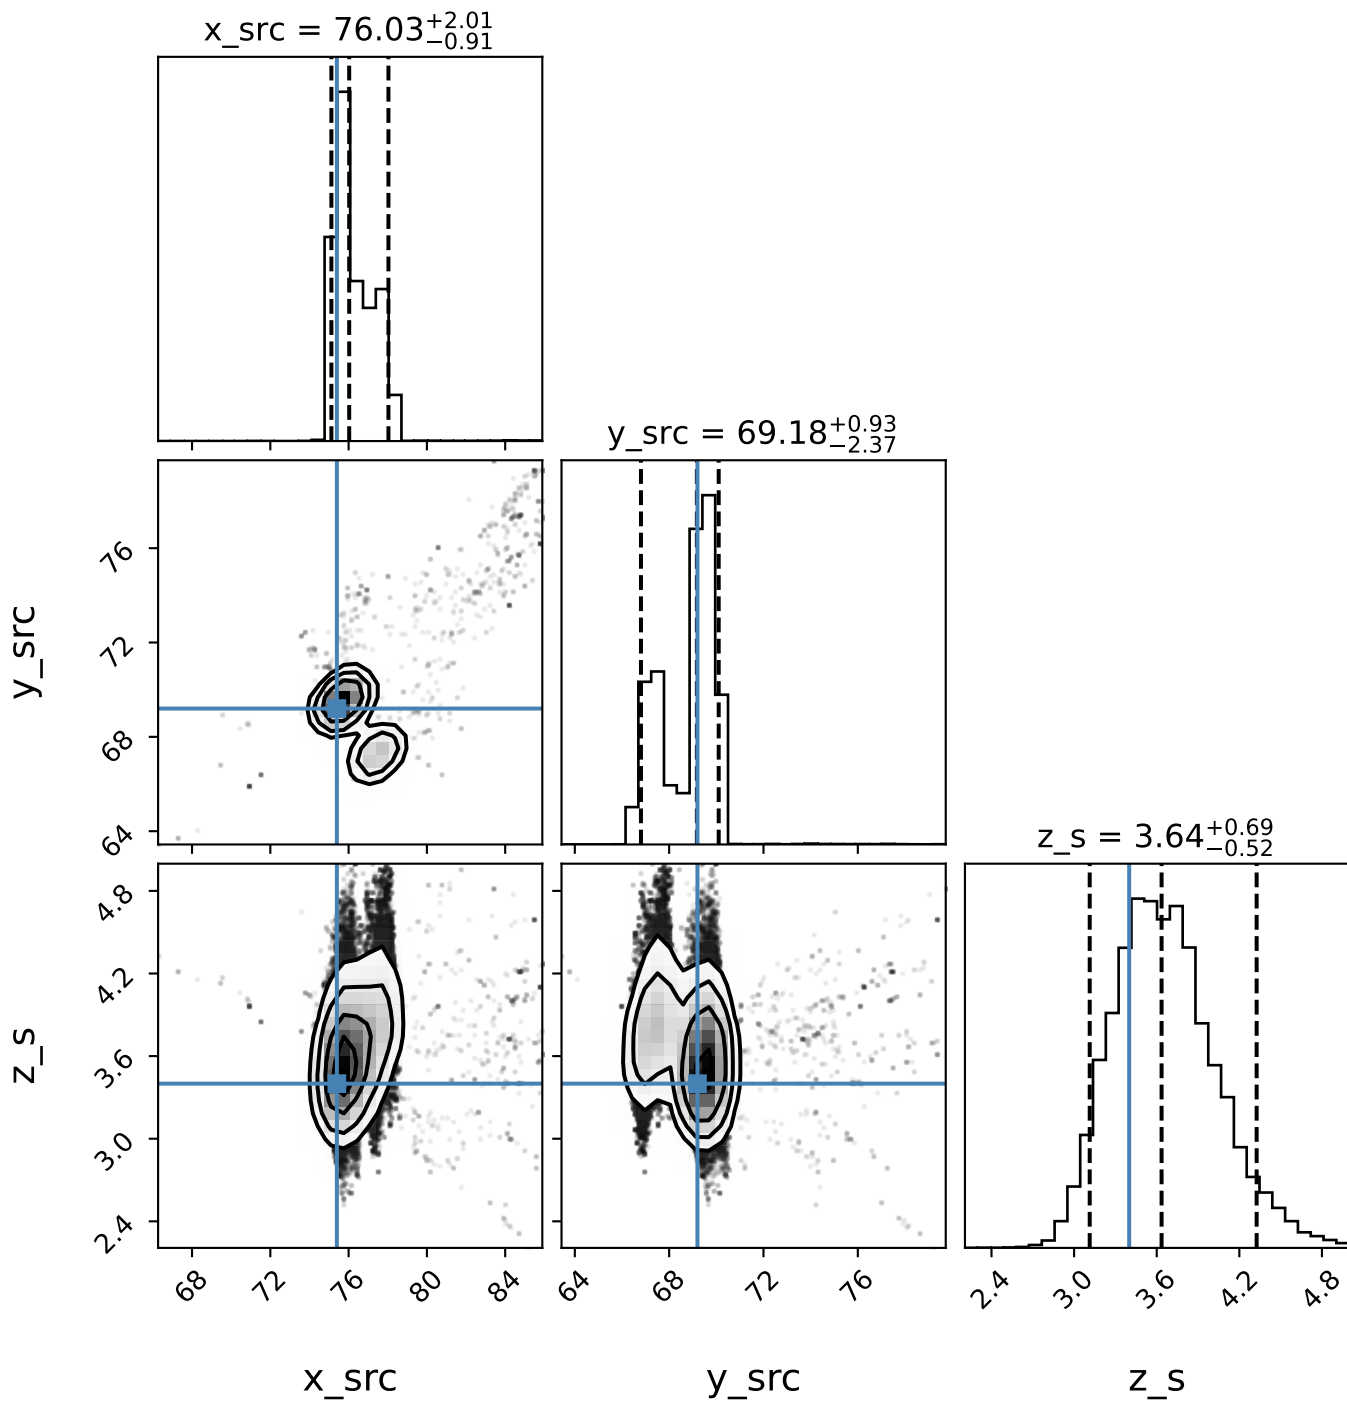 x_src = 76.03+2.01−0.91
y_src = 69.18+0.93−2.37
76
72
68
64
y_src
z_s = 3.64+0.69−0.52
4.8
4.2
3.6
3.0
2.4
z_s
68 72 76 80 84
64 68 72 76
2.4 3.0 3.6 4.2 4.8
x_src y_src z_s